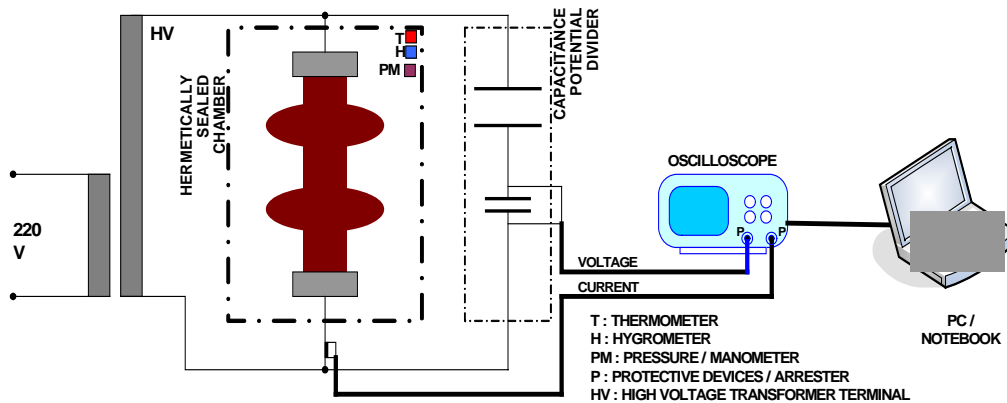 HV
T
H
PM
HERMETICALLY
SEALED
CHAMBER
CAPACITANCE
POTENTIAL
DIVIDER
220
V
OSCILLOSCOPE
P
P
VOLTAGE
CURRENT
T : THERMOMETER
H : HYGROMETER
PM : PRESSURE / MANOMETER
P : PROTECTIVE DEVICES / ARRESTER
HV : HIGH VOLTAGE TRANSFORMER TERMINAL
PC /
NOTEBOOK